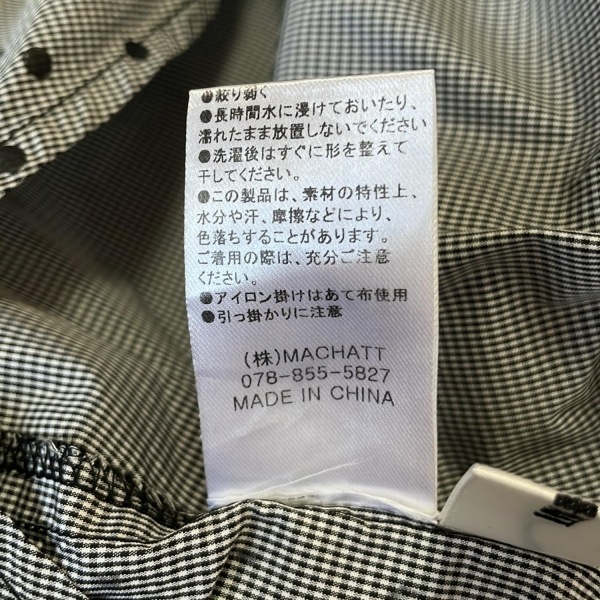 ●絞り弱く
●長時間水に浸けておいたり、
濡れたまま放置しないでください
●洗濯後はすぐに形を整えて
干してください。
●この製品は、素材の特性上、
水分や汗、摩擦などにより、
色落ちすることがあります。
ご着用の際は、充分ご注意
ください。
●アイロン掛けはあて布使用
●引っ掛かりに注意
(株)MACHATT
078-855-5827
MADE IN CHINA